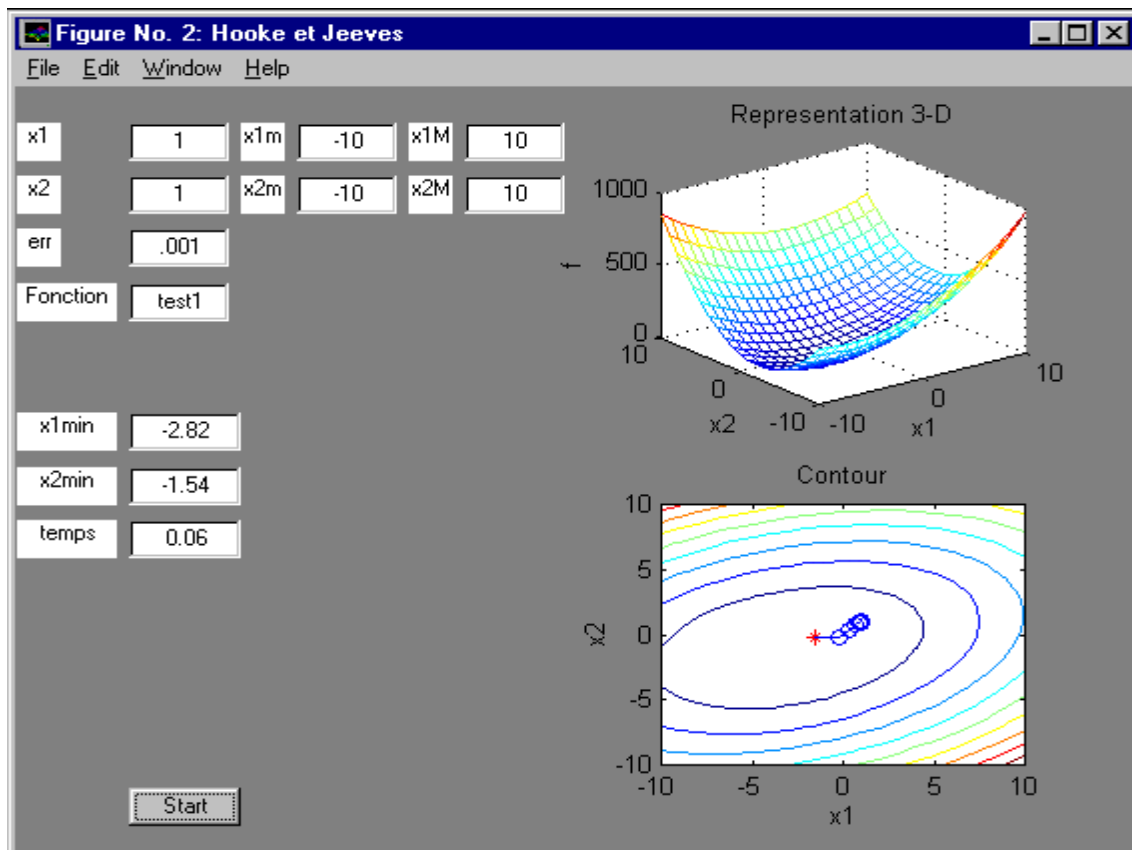 Figure No. 2: Hooke et Jeeves
File Edit Window Help
x1 1 x1m -10 x1M 10
x2 1 x2m -10 x2M 10
err .001
Fonction test1
x1min -2.82
x2min -1.54
temps 0.06
Start
Representation 3-D
1000
500
0
f
10
0
-10
x2
-10
0
10
x1
Contour
10
5
0
-5
-10
x2
-10 -5 0 5 10
x1